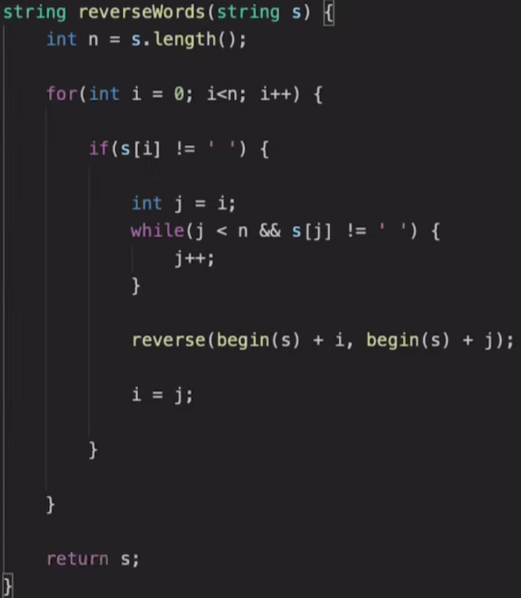 string reverseWords(string s) {
    int n = s.length();
    for(int i = 0; i<n; i++) {
        if(s[i] != ' ') {
            int j = i;
            while(j < n && s[j] != ' ') {
                j++;
            }
            reverse(begin(s) + i, begin(s) + j);
            i = j;
        }
    }
    return s;
}